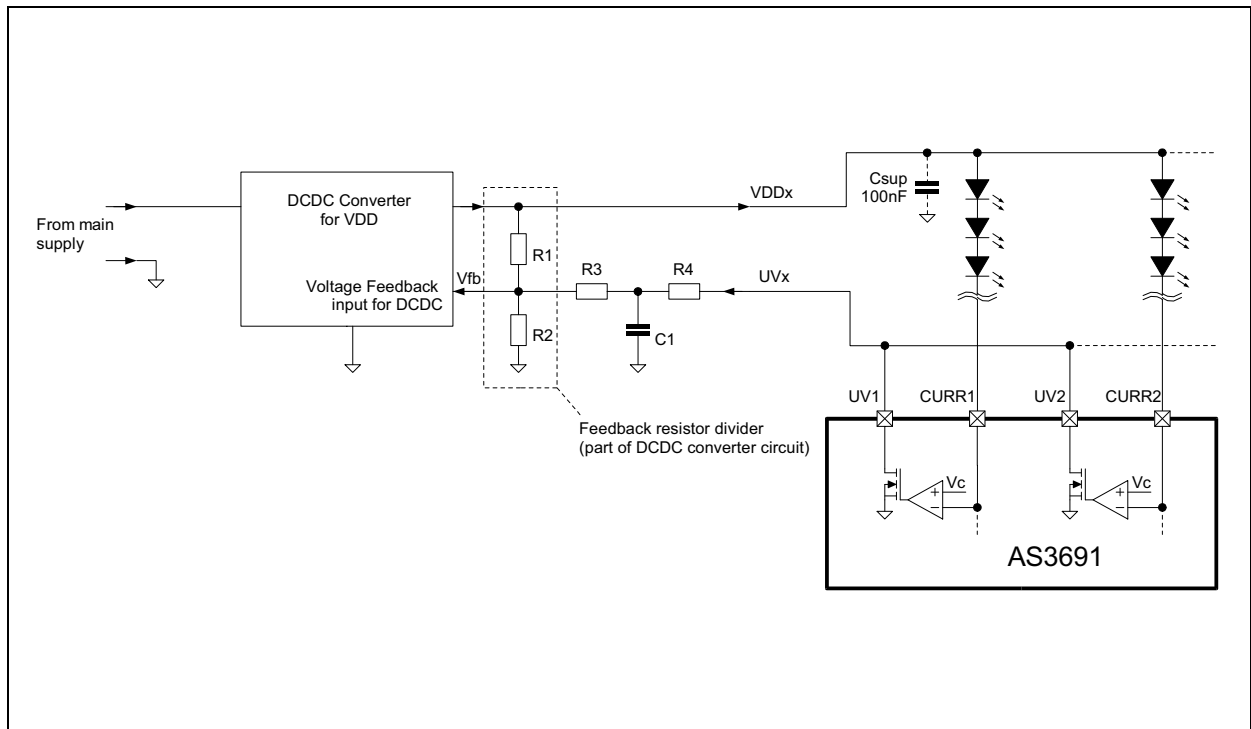 From main
supply
DCDC Converter
for VDD
Voltage Feedback
input for DCDC
Vfb
R1
R2
R3
R4
C1
VDDx
UVx
Csup
100nF
Feedback resistor divider
(part of DCDC converter circuit)
UV1
CURR1
UV2
CURR2
+
Vc
−
+
Vc
−
AS3691